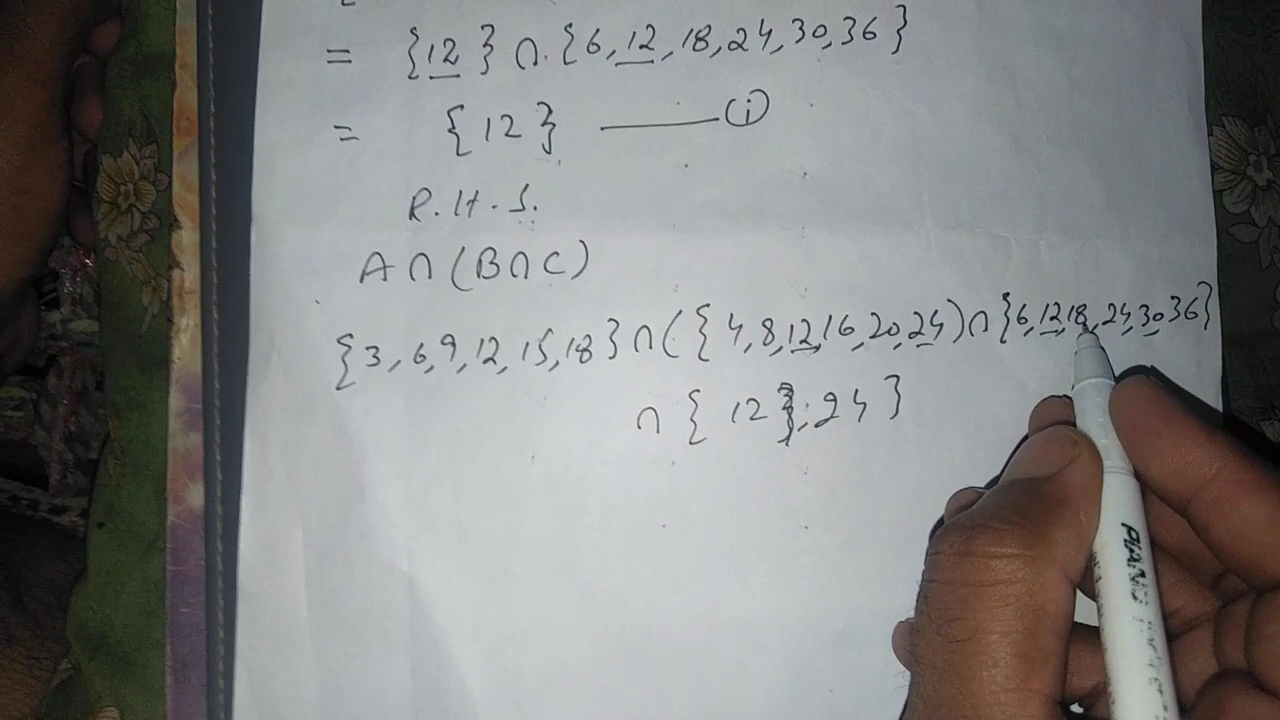 = {12} ∩ {6, 12, 18, 24, 30, 36}
= {12} —— (i)
R.H.S.
A∩(B∩C)
{3, 6, 9, 12, 15, 18} ∩ ({4, 8, 12, 16, 20, 24) ∩ {6, 12, 18, 24, 30 36}
∩ { 12 , 24 }
PIANO